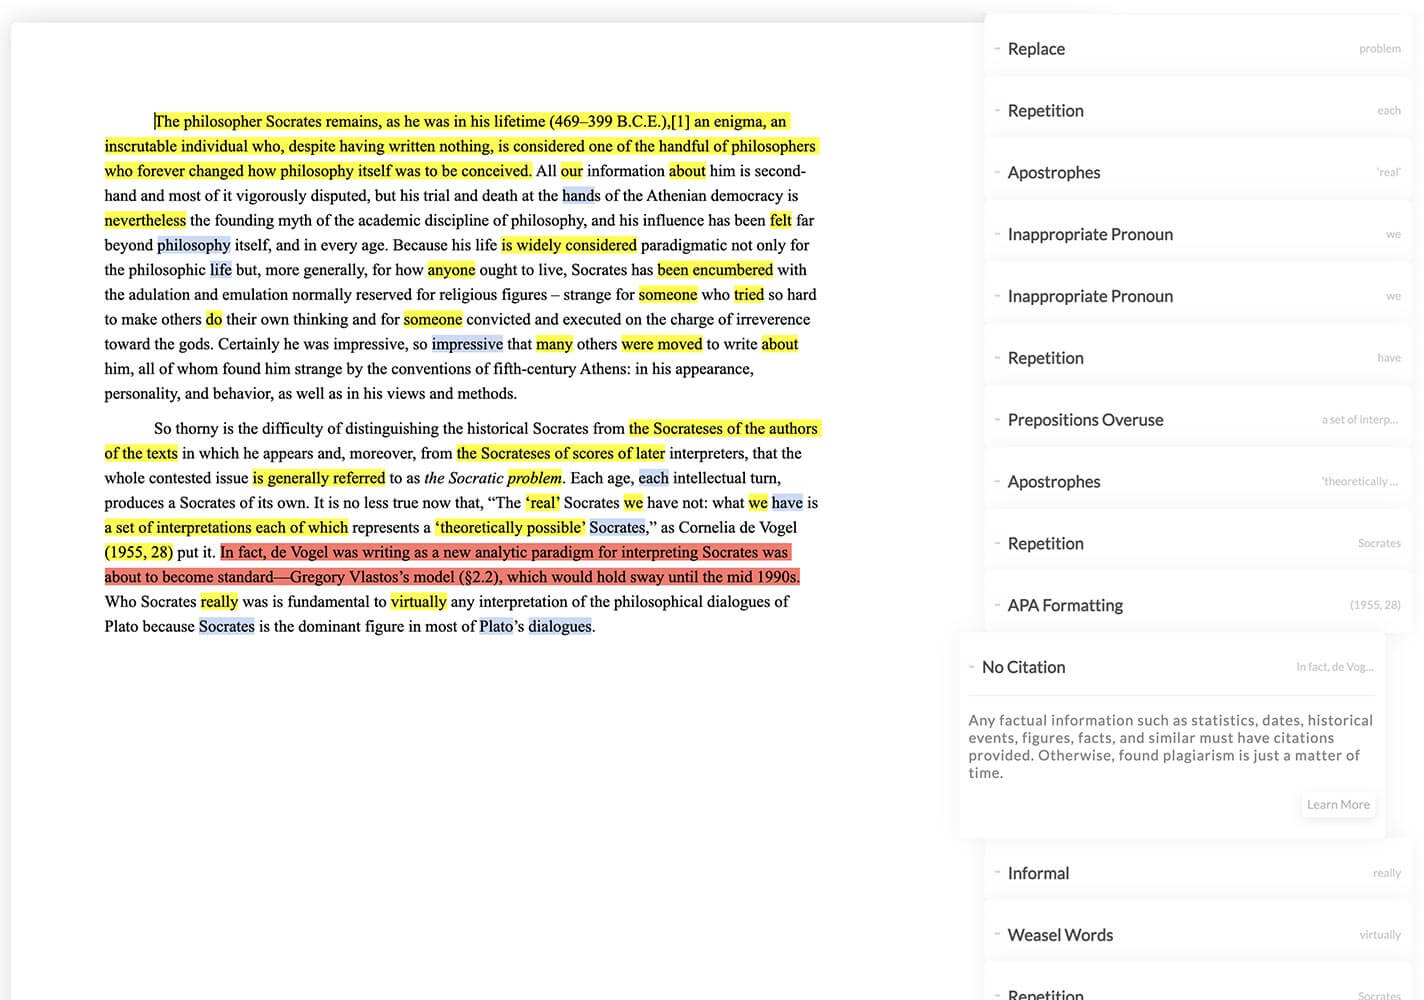 The philosopher Socrates remains, as he was in his lifetime (469–399 B.C.E.),[1] an enigma, an
inscrutable individual who, despite having written nothing, is considered one of the handful of philosophers
who forever changed how philosophy itself was to be conceived. All our information about him is second-
hand and most of it vigorously disputed, but his trial and death at the hands of the Athenian democracy is
nevertheless the founding myth of the academic discipline of philosophy, and his influence has been felt far
beyond philosophy itself, and in every age. Because his life is widely considered paradigmatic not only for
the philosophic life but, more generally, for how anyone ought to live, Socrates has been encumbered with
the adulation and emulation normally reserved for religious figures – strange for someone who tried so hard
to make others do their own thinking and for someone convicted and executed on the charge of irreverence
toward the gods. Certainly he was impressive, so impressive that many others were moved to write about
him, all of whom found him strange by the conventions of fifth-century Athens: in his appearance,
personality, and behavior, as well as in his views and methods.
So thorny is the difficulty of distinguishing the historical Socrates from the Socrateses of the authors
of the texts in which he appears and, moreover, from the Socrateses of scores of later interpreters, that the
whole contested issue is generally referred to as the Socratic problem. Each age, each intellectual turn,
produces a Socrates of its own. It is no less true now that, “The ‘real’ Socrates we have not: what we have is
a set of interpretations each of which represents a ‘theoretically possible’ Socrates,” as Cornelia de Vogel
(1955, 28) put it. In fact, de Vogel was writing as a new analytic paradigm for interpreting Socrates was
about to become standard—Gregory Vlastos’s model (§2.2), which would hold sway until the mid 1990s.
Who Socrates really was is fundamental to virtually any interpretation of the philosophical dialogues of
Plato because Socrates is the dominant figure in most of Plato’s dialogues.
Replace problem
Repetition each
Apostrophes 'real'
Inappropriate Pronoun we
Inappropriate Pronoun we
Repetition have
Prepositions Overuse a set of interp...
Apostrophes 'theoretically ...
Repetition Socrates
APA Formatting (1955, 28)
No Citation In fact, de Vog...
Any factual information such as statistics, dates, historical
events, figures, facts, and similar must have citations
provided. Otherwise, found plagiarism is just a matter of
time.
Learn More
Informal really
Weasel Words virtually
Repetition Socrates